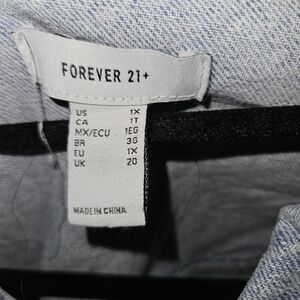 FOREVER 21+
US 1X
CA 1T
MX/ECU 1EG
BR 3G
EU 1X
UK 20
MADE IN CHINA